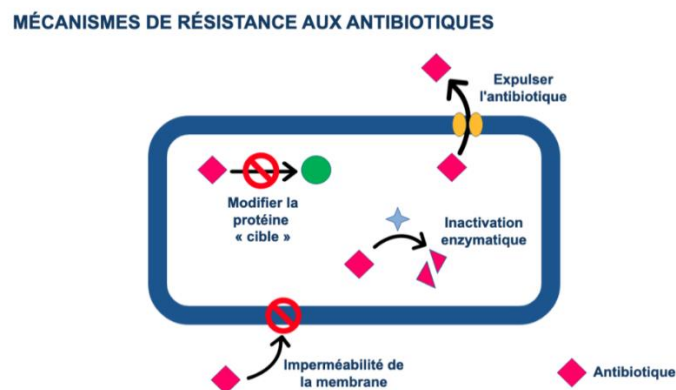 MÉCANISMES DE RÉSISTANCE AUX ANTIBIOTIQUES
Expulser
l'antibiotique
Modifier la
protéine
« cible »
Inactivation
enzymatique
Imperméabilité de
la membrane
Antibiotique